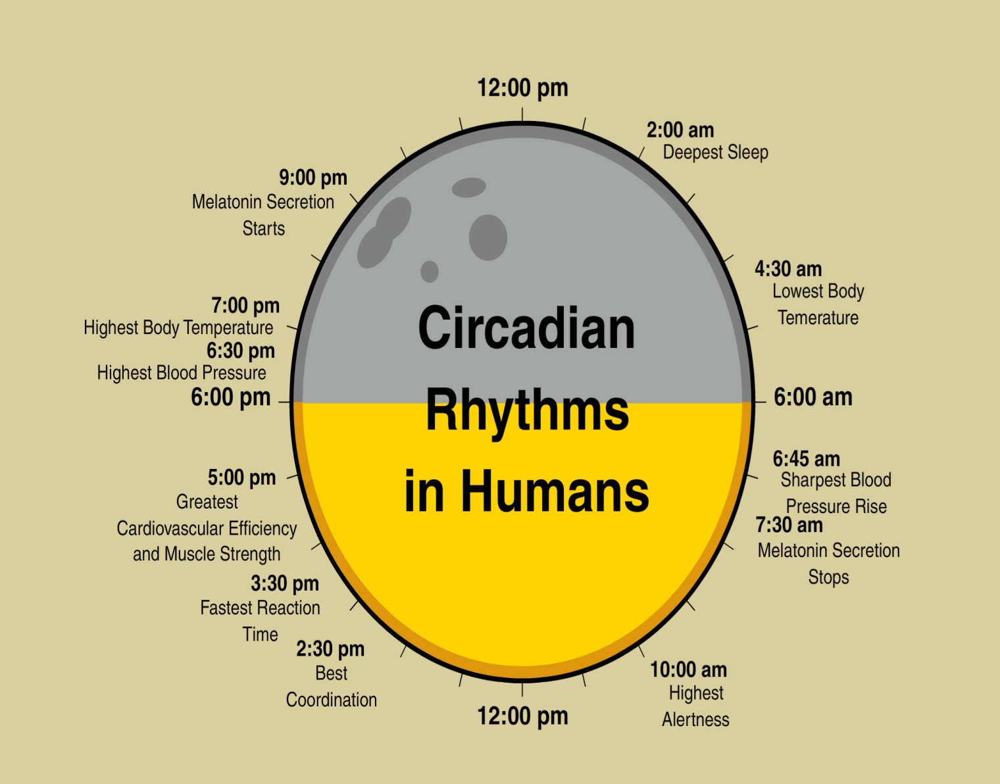 12:00 pm
2:00 am
Deepest Sleep
4:30 am
Lowest Body
Temerature
6:00 am
6:45 am
Sharpest Blood
Pressure Rise
7:30 am
Melatonin Secretion
Stops
10:00 am
Highest
Alertness
12:00 pm
2:30 pm
Best
Coordination
3:30 pm
Fastest Reaction
Time
5:00 pm
Greatest
Cardiovascular Efficiency
and Muscle Strength
6:00 pm
6:30 pm
Highest Blood Pressure
7:00 pm
Highest Body Temperature
9:00 pm
Melatonin Secretion
Starts
Circadian
Rhythms
in Humans